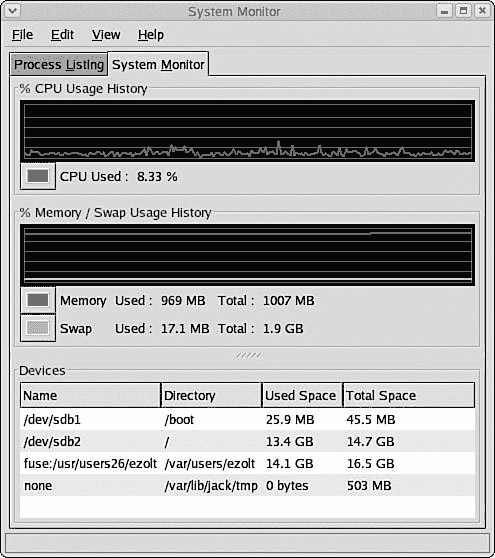 System Monitor
File Edit View Help
Process Listing System Monitor
% CPU Usage History
CPU Used : 8.33 %
% Memory / Swap Usage History
Memory Used : 969 MB Total : 1007 MB
Swap Used : 17.1 MB Total : 1.9 GB
Devices
Name Directory Used Space Total Space
/dev/sdb1 /boot 25.9 MB 45.5 MB
/dev/sdb2 / 13.4 GB 14.7 GB
fuse:/usr/users26/ezolt /var/users/ezolt 14.1 GB 16.5 GB
none /var/lib/jack/tmp 0 bytes 503 MB